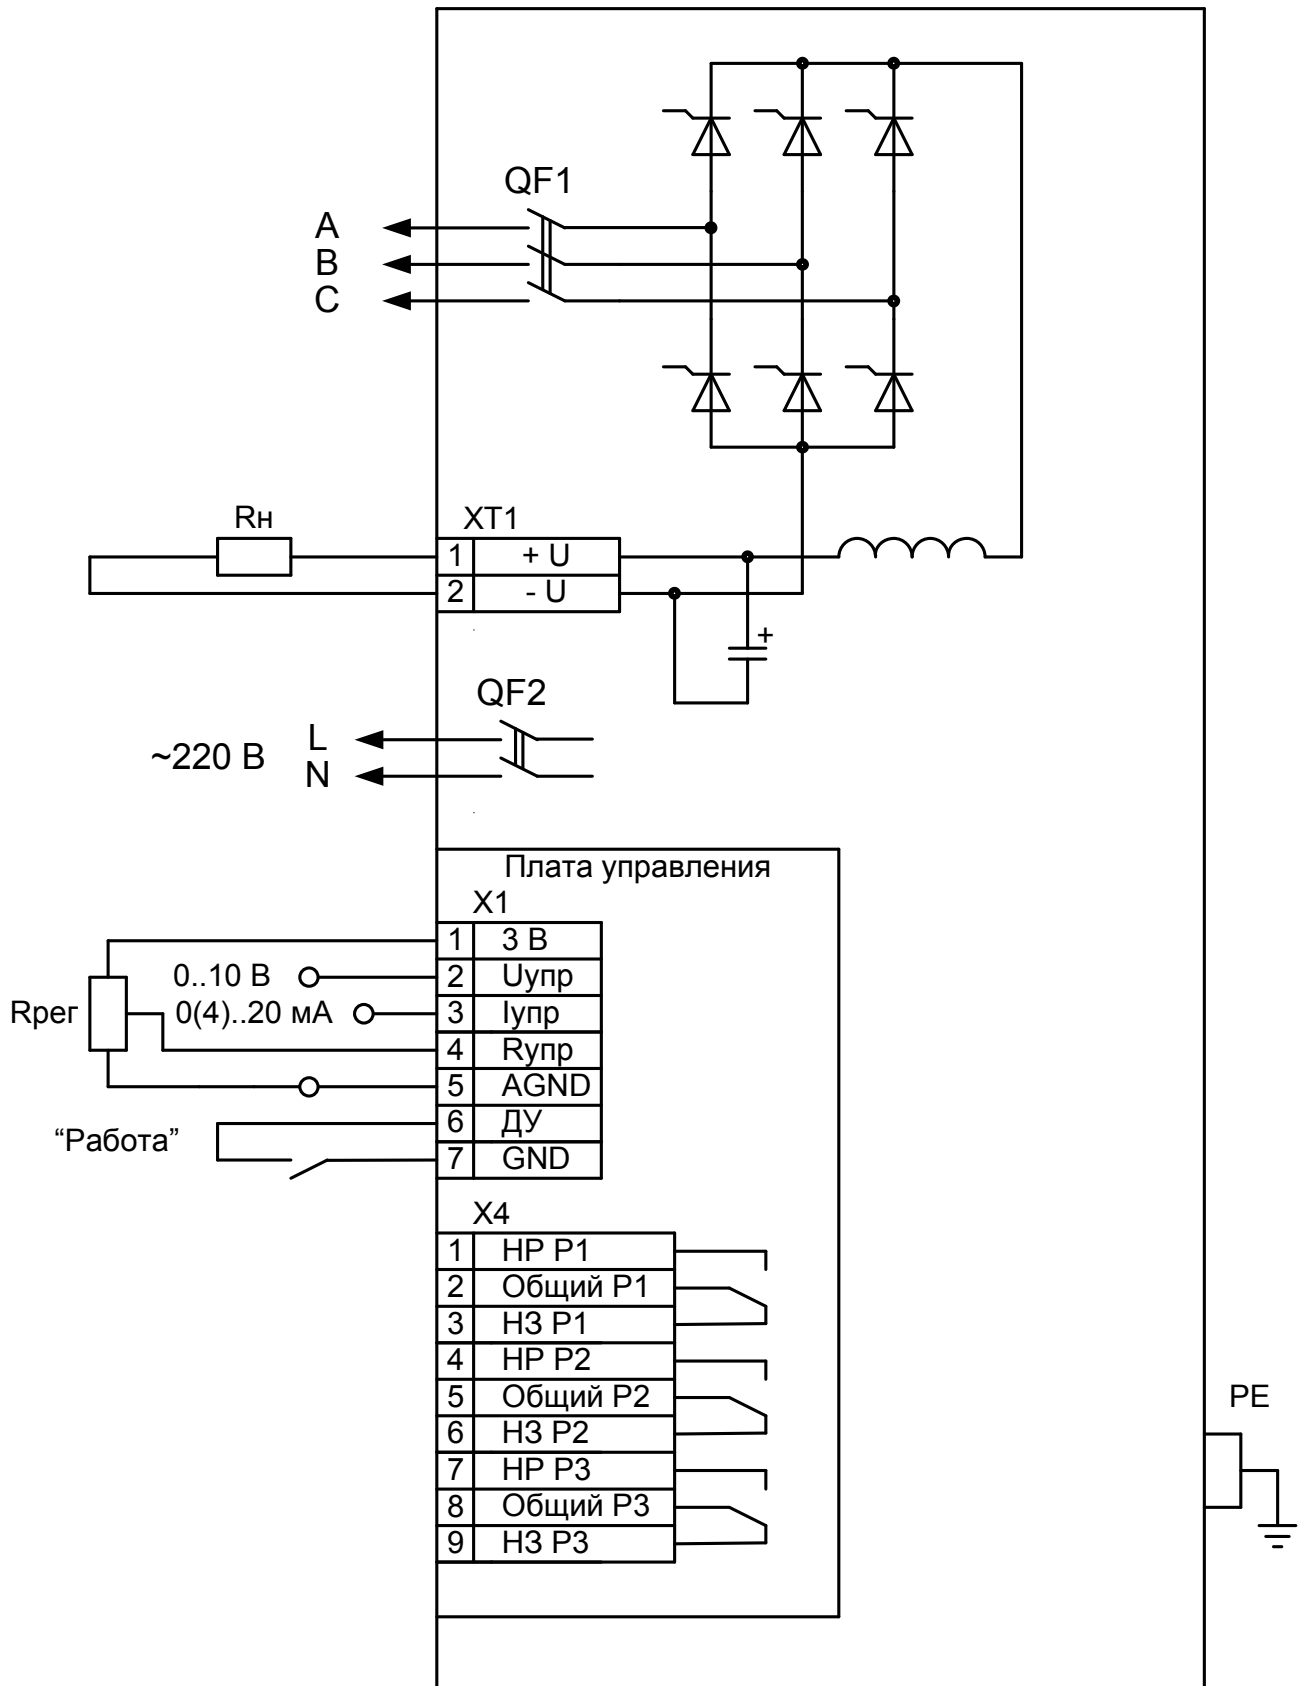 QF1
A
B
C
Rн
XT1
1 + U
2 - U
+
QF2
~220 В
L
N
Плата управления
X1
1 3 В
0..10 В 2 Uупр
Rрег 0(4)..20 мА 3 Iупр
4 Rупр
5 AGND
“Работа” 6 ДУ
7 GND
X4
1 НР Р1
2 Общий Р1
3 НЗ Р1
4 НР Р2
5 Общий Р2
6 НЗ Р2
7 НР Р3
8 Общий Р3
9 НЗ Р3
PE